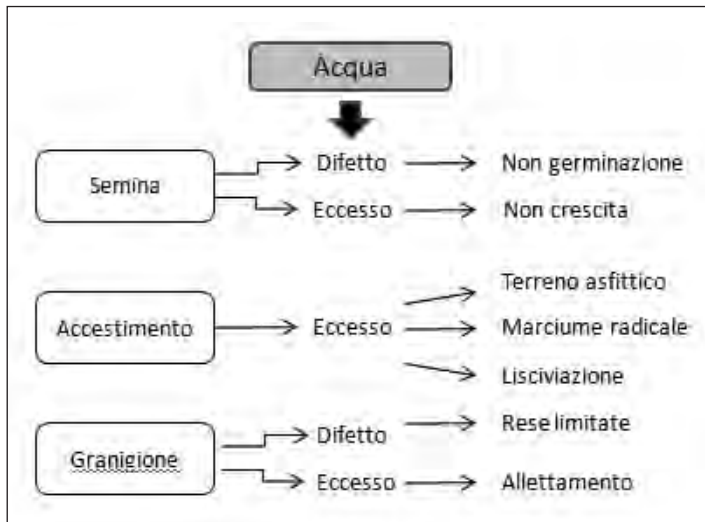 Acqua
Semina
Difetto
Non germinazione
Eccesso
Non crescita
Accestimento
Eccesso
Terreno asfittico
Marciume radicale
Lisciviazione
Granigione
Difetto
Rese limitate
Eccesso
Allettamento